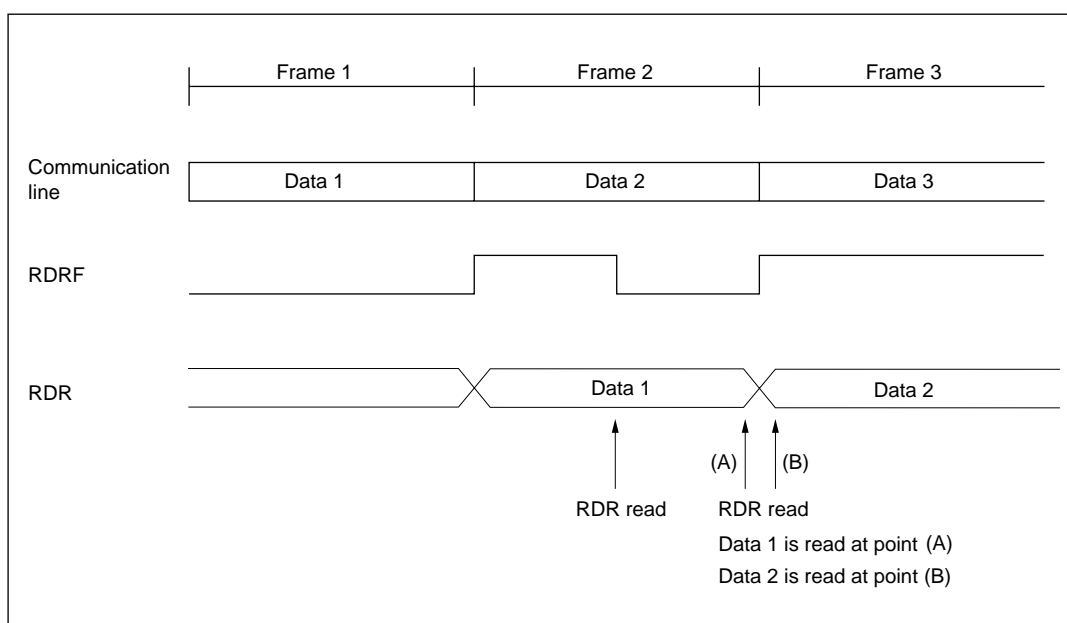 Frame 1 Frame 2 Frame 3
Communication
line
Data 1 Data 2 Data 3
RDRF
RDR
Data 1 Data 2
(A) (B)
RDR read RDR read
Data 1 is read at point (A)
Data 2 is read at point (B)